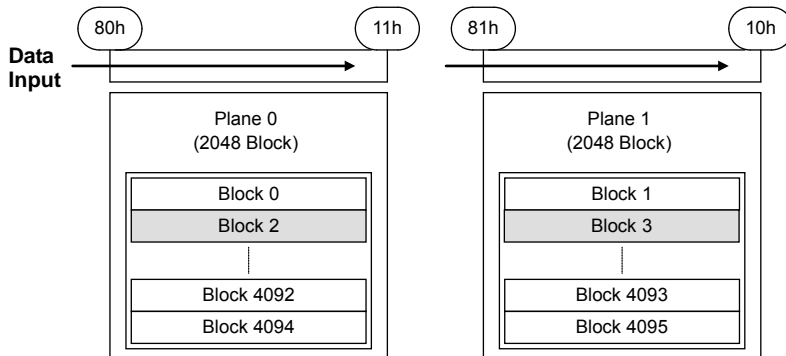 80h
11h
81h
10h
Data
Input
Plane 0
(2048 Block)
Block 0
Block 2
Block 4092
Block 4094
Plane 1
(2048 Block)
Block 1
Block 3
Block 4093
Block 4095